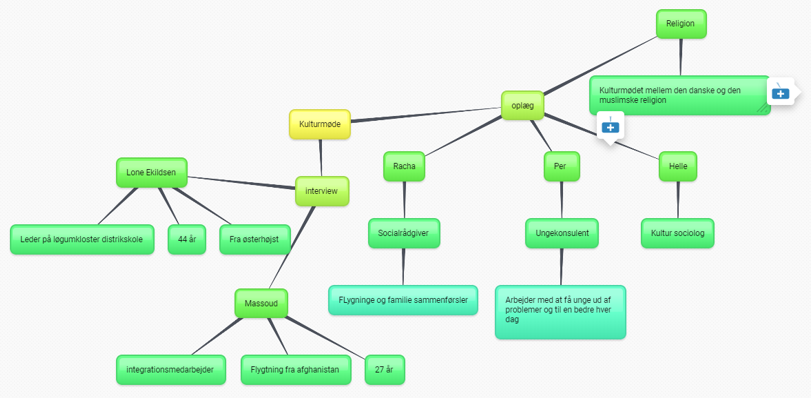 Religion
Kulturmødet mellem den danske og den
muslimske religion
oplæg
Kulturmøde
Lone Ekildsen
Racha
Per
Helle
interview
Leder på løgumkloster distrikskole
44 år
Fra østerhøjst
Socialrådgiver
Ungekonsulent
Kultur sociolog
FLygninge og familie sammenførsler
Arbejder med at få unge ud af
problemer og til en bedre hver
dag
Massoud
integrationsmedarbejder
Flygtning fra afghanistan
27 år